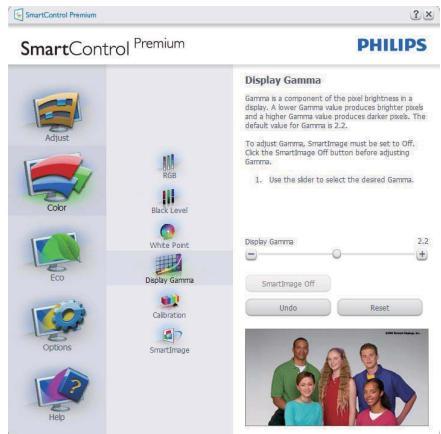 SmartControl Premium
SmartControl Premium
PHILIPS
Adjust
Color
Eco
Options
Help
RGB
Black Level
White Point
Display Gamma
Calibration
SmartImage
Display Gamma
Gamma is a component of the pixel brightness in a
display. A lower Gamma value produces brighter pixels
and a higher Gamma value produces darker pixels. The
default value for Gamma is 2.2.
To adjust Gamma, SmartImage must be set to Off.
Click the SmartImage Off button before adjusting
Gamma.
1. Use the slider to select the desired Gamma.
Display Gamma 2.2
SmartImage Off
Undo Reset